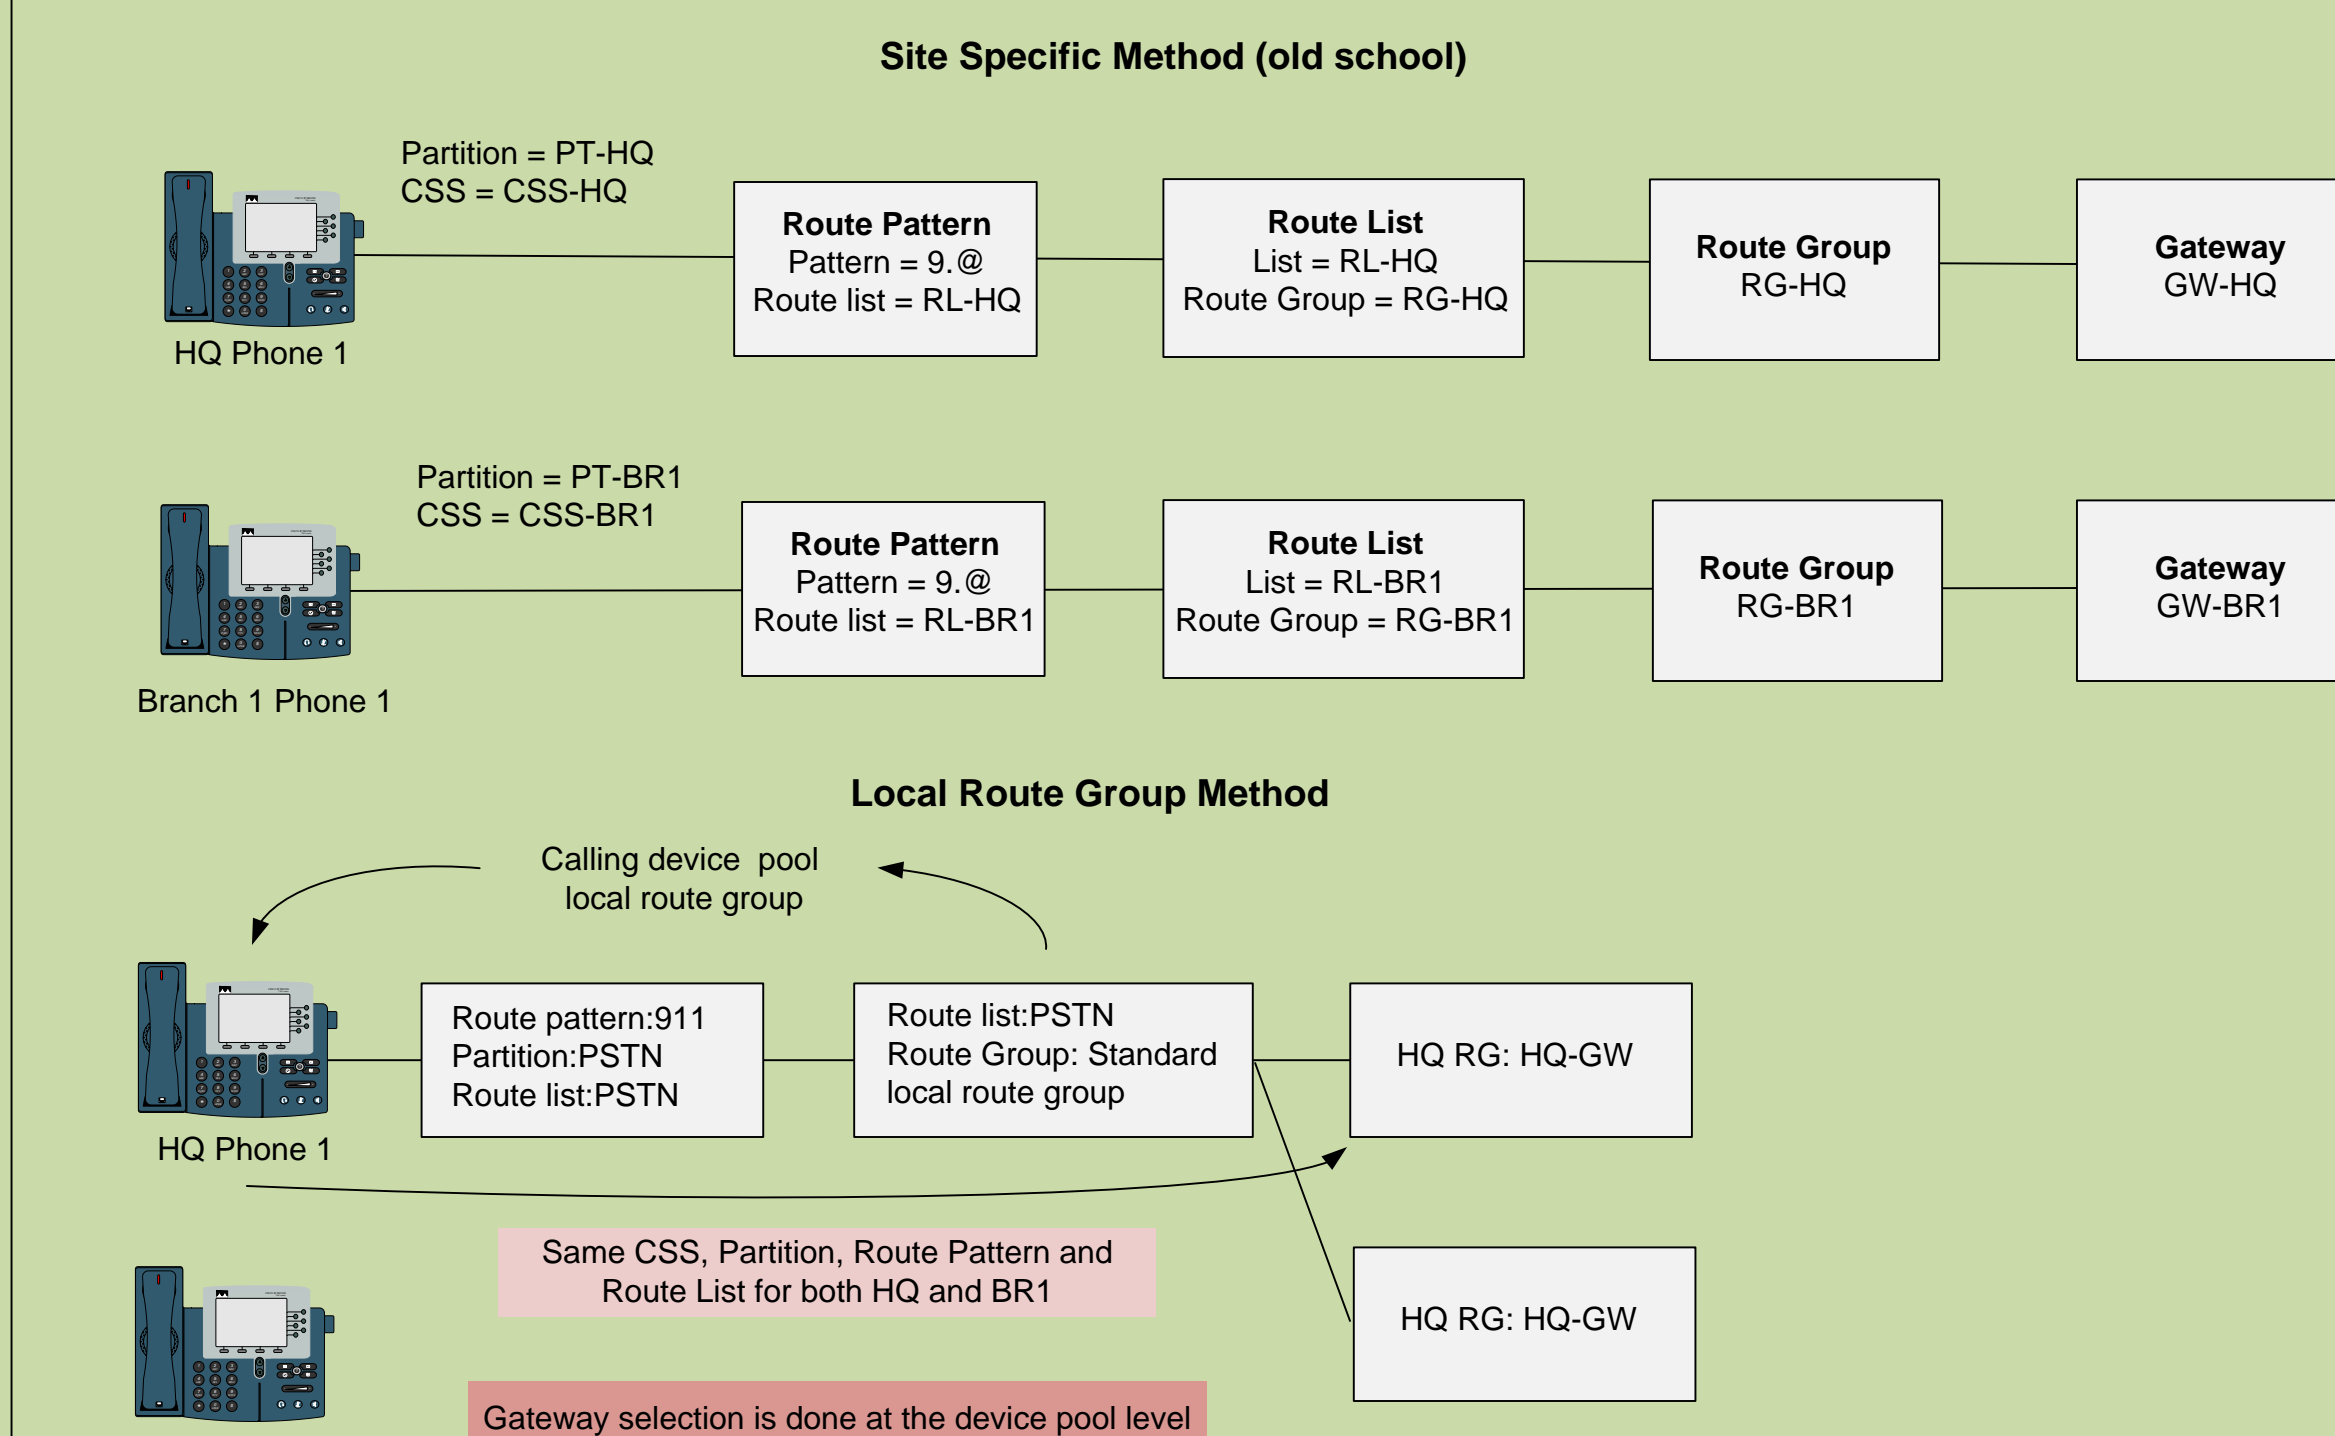 Site Specific Method (old school)
Partition = PT-HQ
CSS = CSS-HQ
Route Pattern
Pattern = 9.@
Route list = RL-HQ
Route List
List = RL-HQ
Route Group = RG-HQ
Route Group
RG-HQ
Gateway
GW-HQ
HQ Phone 1
Partition = PT-BR1
CSS = CSS-BR1
Route Pattern
Pattern = 9.@
Route list = RL-BR1
Route List
List = RL-BR1
Route Group = RG-BR1
Route Group
RG-BR1
Gateway
GW-BR1
Branch 1 Phone 1
Local Route Group Method
Calling device  pool
local route group
Route pattern:911
Partition:PSTN
Route list:PSTN
Route list:PSTN
Route Group: Standard
local route group
HQ RG: HQ-GW
HQ Phone 1
Same CSS, Partition, Route Pattern and
Route List for both HQ and BR1
HQ RG: HQ-GW
Gateway selection is done at the device pool level